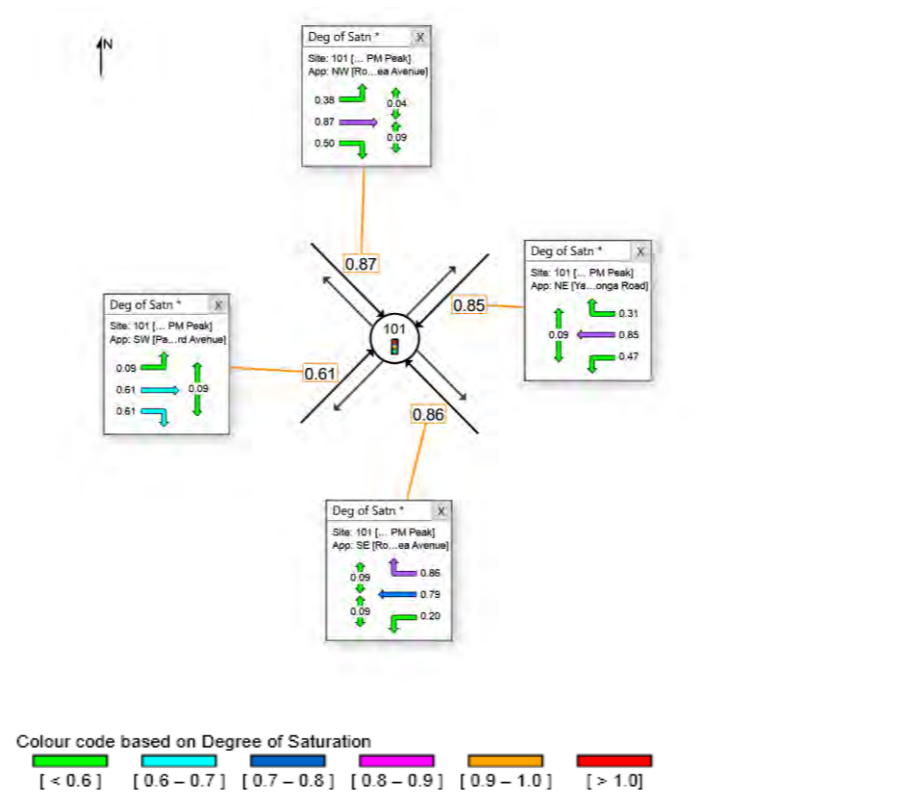 N
Deg of Satn * X
Site: 101 [... PM Peak]
App: NW [Ro...ea Avenue]
0.38
0.04
0.87
0.09
0.50
0.87
Deg of Satn * X
Site: 101 [... PM Peak]
App: NE [Ya...onga Road]
0.31
0.09
0.85
0.47
0.85
101
Deg of Satn * X
Site: 101 [... PM Peak]
App: SW [Pa...rd Avenue]
0.09
0.61
0.09
0.61
0.61
0.86
Deg of Satn * X
Site: 101 [... PM Peak]
App: SE [Ro...ea Avenue]
0.09
0.86
0.79
0.09
0.20
Colour code based on Degree of Saturation
[ < 0.6 ] [ 0.6 – 0.7 ] [ 0.7 – 0.8 ] [ 0.8 – 0.9 ] [ 0.9 – 1.0 ] [ > 1.0]